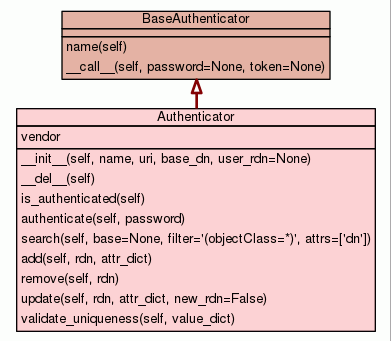 BaseAuthenticator
name(self)
__call__(self, password=None, token=None)
Authenticator
vendor
__init__(self, name, uri, base_dn, user_rdn=None)
__del__(self)
is_authenticated(self)
authenticate(self, password)
search(self, base=None, filter='(objectClass=*)', attrs=['dn'])
add(self, rdn, attr_dict)
remove(self, rdn)
update(self, rdn, attr_dict, new_rdn=False)
validate_uniqueness(self, value_dict)